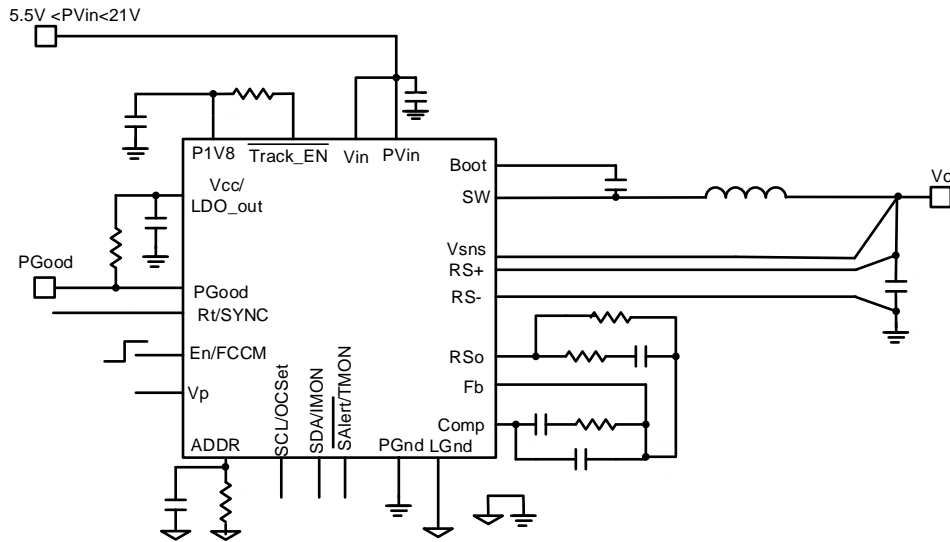 5.5V <PVin<21V
P1V8
Track_EN
Vin
PVin
Boot
Vcc/
LDO_out
SW
Vo
Vsns
RS+
PGood
PGood
RS-
Rt/SYNC
En/FCCM
RSo
Fb
Vp
SCL/OCSet
SDA/IMON
SAlert/TMON
Comp
ADDR
PGnd
LGnd